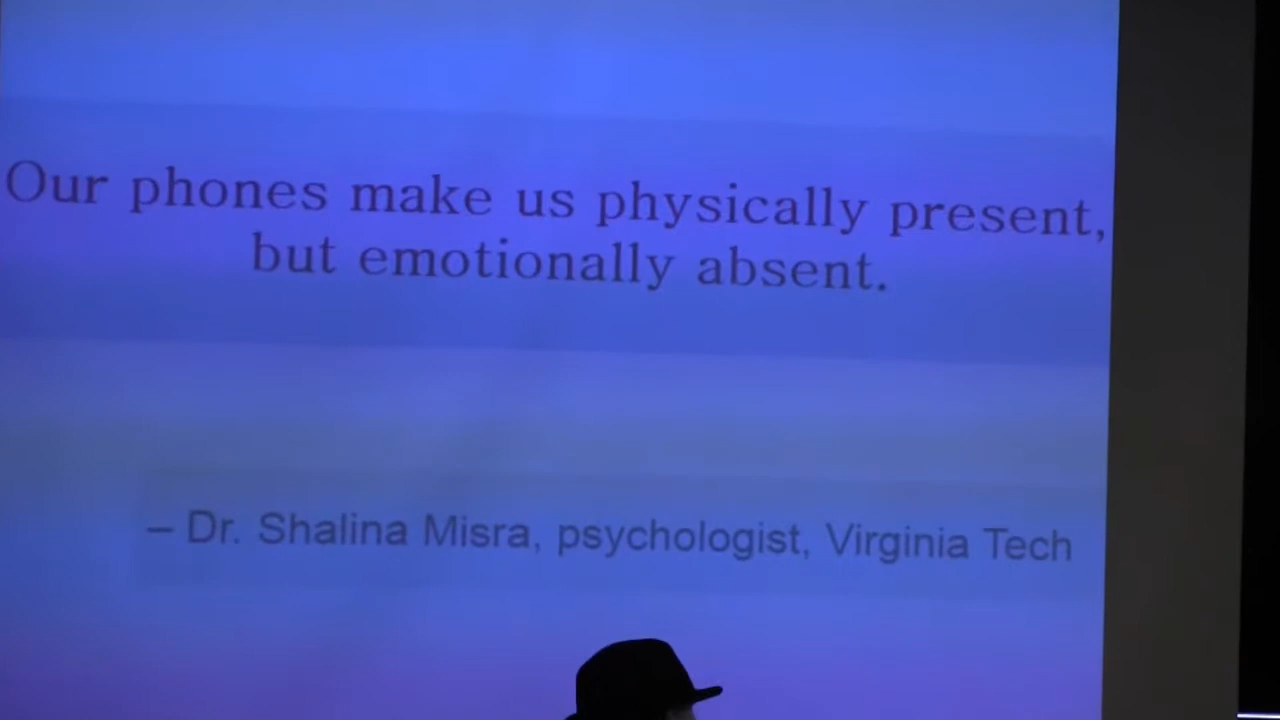 Our phones make us physically present,
but emotionally absent.
– Dr. Shalina Misra, psychologist, Virginia Tech